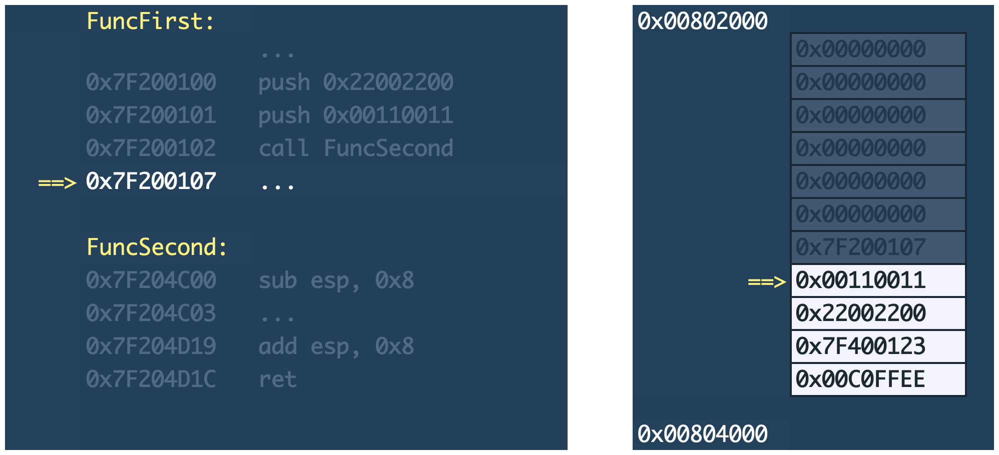 FuncFirst:
...
0x7F200100 push 0x22002200
0x7F200101 push 0x00110011
0x7F200102 call FuncSecond
==> 0x7F200107 ...
FuncSecond:
0x7F204C00 sub esp, 0x8
0x7F204C03 ...
0x7F204D19 add esp, 0x8
0x7F204D1C ret
0x00802000
0x00000000
0x00000000
0x00000000
0x00000000
0x00000000
0x00000000
0x7F200107
==> 0x00110011
0x22002200
0x7F400123
0x00C0FFEE
0x00804000